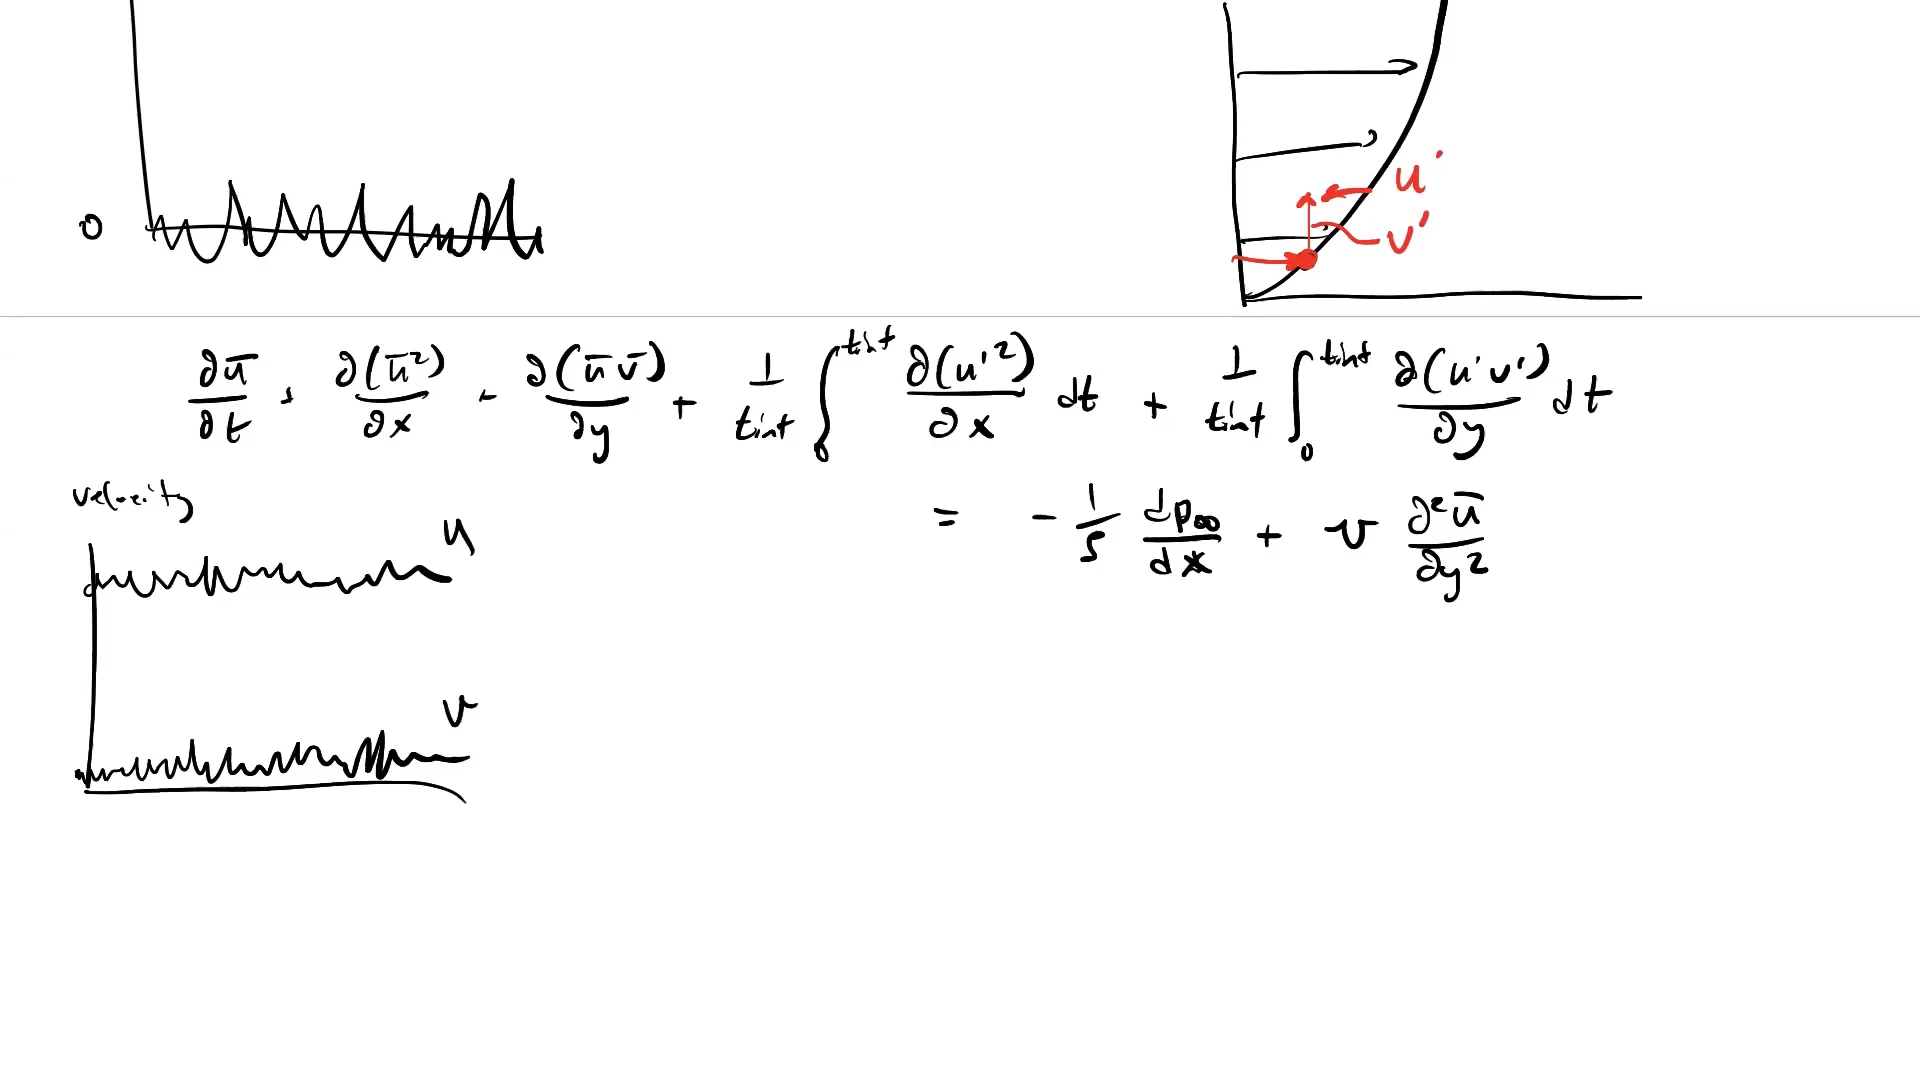 u'
v'
0
∂ū/∂t + ∂(ū²)/∂x + ∂(ū v̄)/∂y + 1/tint ∫₀^tint ∂(u'²)/∂x dt + 1/tint ∫₀^tint ∂(u'v')/∂y dt
= - 1/ρ dp∞/dx + ν ∂²ū/∂y²
velocity
u
v